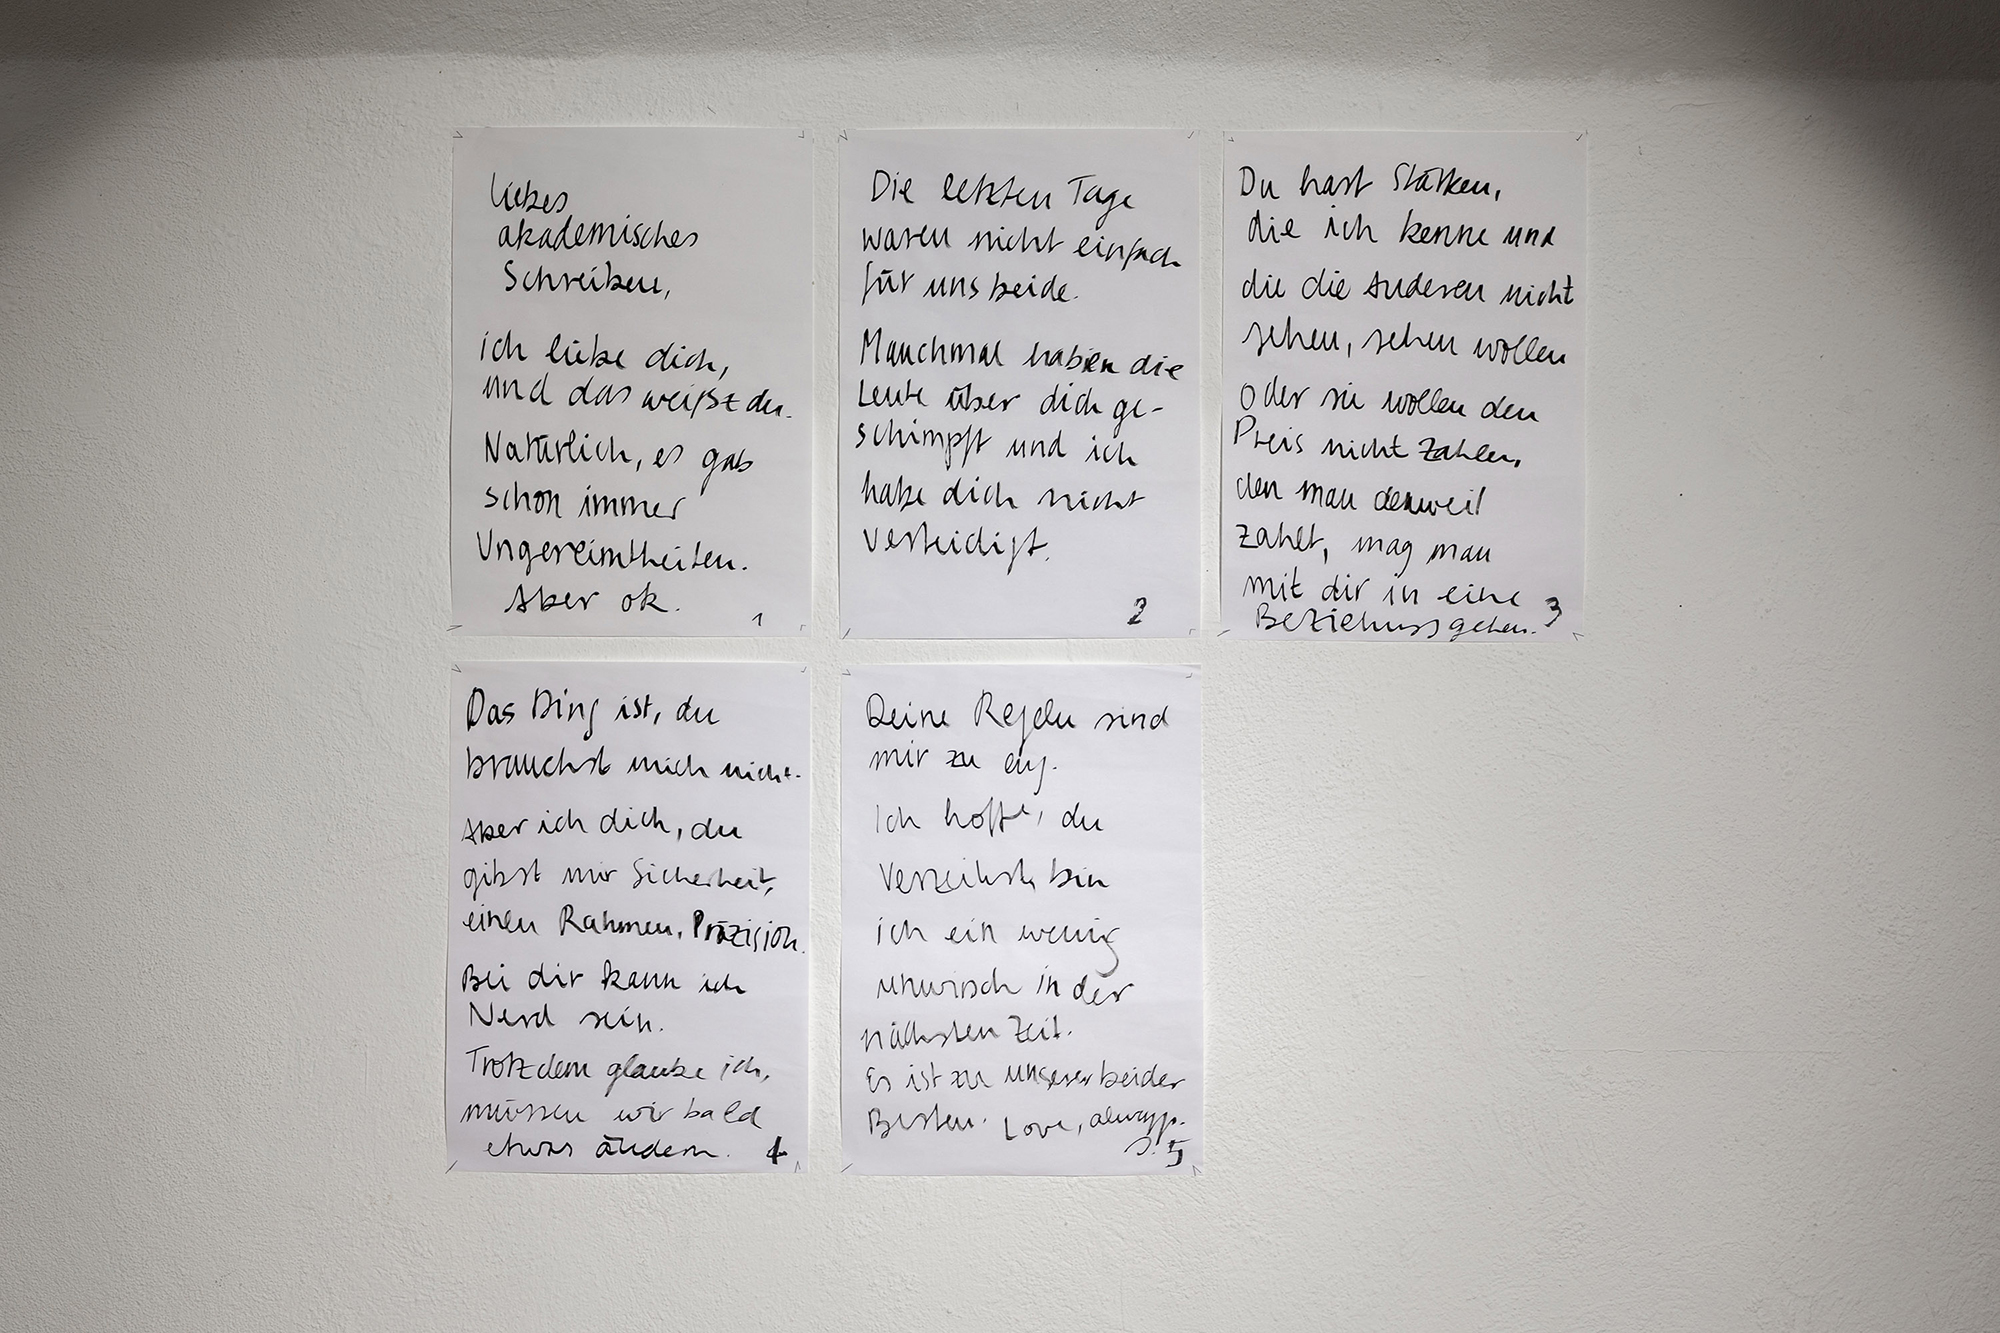 Liebes
akademisches
Schreiben,
ich liebe dich,
und das weißt du.
Natürlich, es gab
schon immer
Ungereimtheiten.
Aber ok.
1
Die letzten Tage
waren nicht einfach
für uns beide.
Manchmal haben die
Leute über dich ge-
schimpft und ich
habe dich nicht
verteidigt.
2
Du hast Stärken,
die ich kenne und
die die Anderen nicht
sehen, sehen wollen
oder sie wollen den
Preis nicht zahlen,
den man derweil
zahlt, mag man
mit dir in eine
Beziehung gehen.
3
Das Ding ist, du
brauchst mich nicht.
Aber ich dich, du
gibst mir Sicherheit,
einen Rahmen, Präzision.
Bei dir kann ich
Nerd sein.
Trotzdem glaube ich,
müssen wir bald
etwas ändern.
4
Deine Regeln sind
mir zu eng.
Ich hoffe, du
verzeihst, bin
ich ein wenig
unwirsch in der
nächsten Zeit.
Es ist zu unserer beider
Besten. Love, always.
5